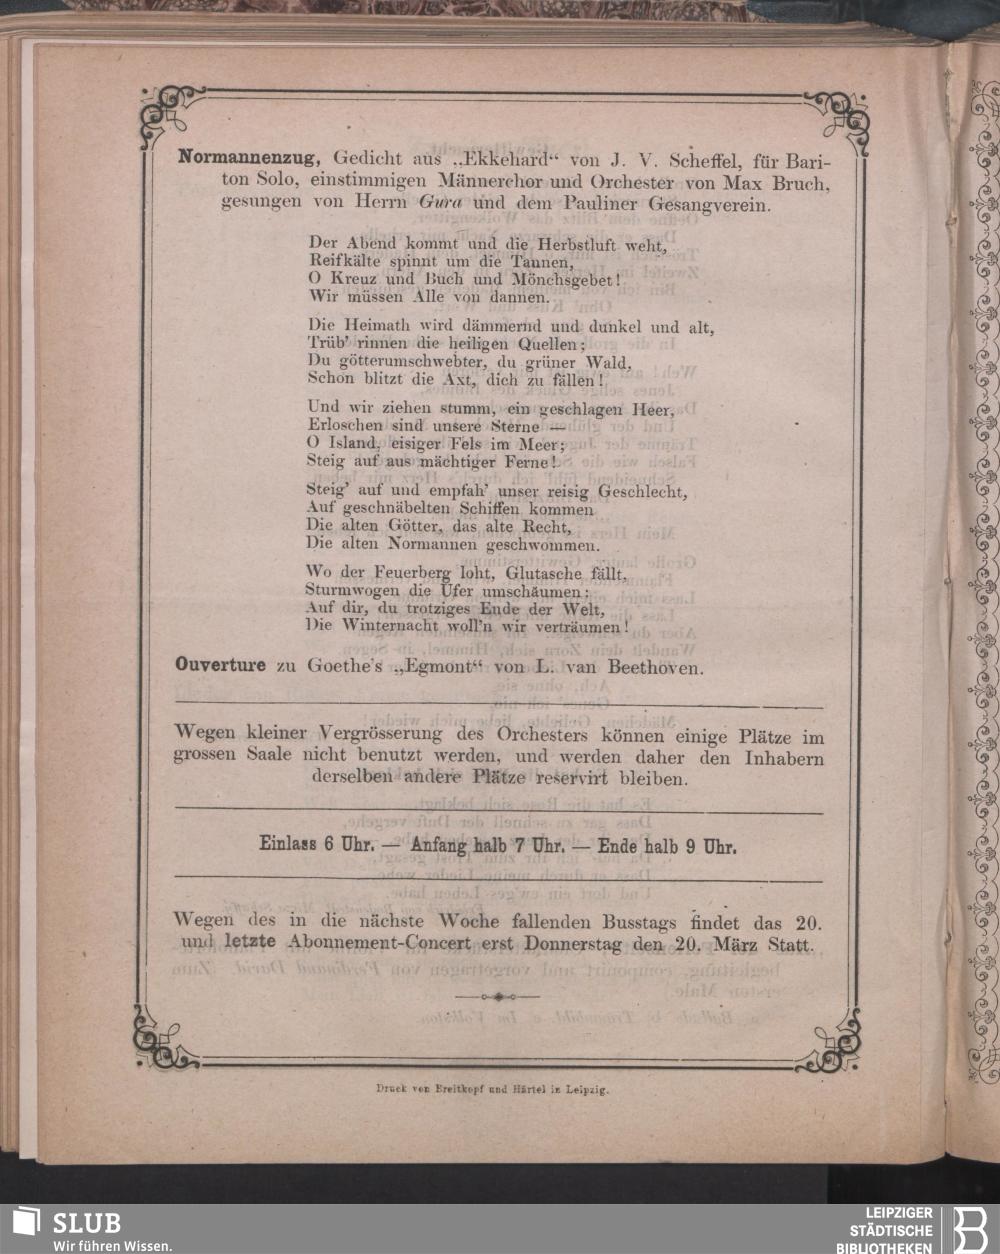 Normannenzug, Gedicht aus „Ekkehard“ von J. V. Scheffel, für Bari-
ton Solo, einstimmigen Männerchor und Orchester von Max Bruch,
gesungen von Herrn Gura und dem Pauliner Gesangverein.
Der Abend kommt und die Herbstluft weht,
Reifkälte spinnt um die Tannen,
O Kreuz und Buch und Mönchsgebet!
Wir müssen Alle von dannen.
Die Heimath wird dämmernd und dunkel und alt,
Trüb’ rinnen die heiligen Quellen;
Du götterumschwebter, du grüner Wald,
Schon blitzt die Axt, dich zu fällen!
Und wir ziehen stumm, ein geschlagen Heer,
Erloschen sind unsere Sterne —
O Island, eisiger Fels im Meer;
Steig auf aus mächtiger Ferne!
Steig’ auf und empfah’ unser reisig Geschlecht,
Auf geschnäbelten Schiffen kommen
Die alten Götter, das alte Recht,
Die alten Normannen geschwommen.
Wo der Feuerberg loht, Glutasche fällt,
Sturmwogen die Ufer umschäumen;
Auf dir, du trotziges Ende der Welt,
Die Winternacht woll’n wir verträumen!
Ouverture zu Goethe’s „Egmont“ von L. van Beethoven.
Wegen kleiner Vergrösserung des Orchesters können einige Plätze im
grossen Saale nicht benutzt werden, und werden daher den Inhabern
derselben andere Plätze reservirt bleiben.
Einlass 6 Uhr. — Anfang halb 7 Uhr. — Ende halb 9 Uhr.
Wegen des in die nächste Woche fallenden Busstags findet das 20.
und letzte Abonnement-Concert erst Donnerstag den 20. März Statt.
Druck von Breitkopf und Härtel in Leipzig.
SLUB
Wir führen Wissen.
LEIPZIGER
STÄDTISCHE
BIBLIOTHEKEN